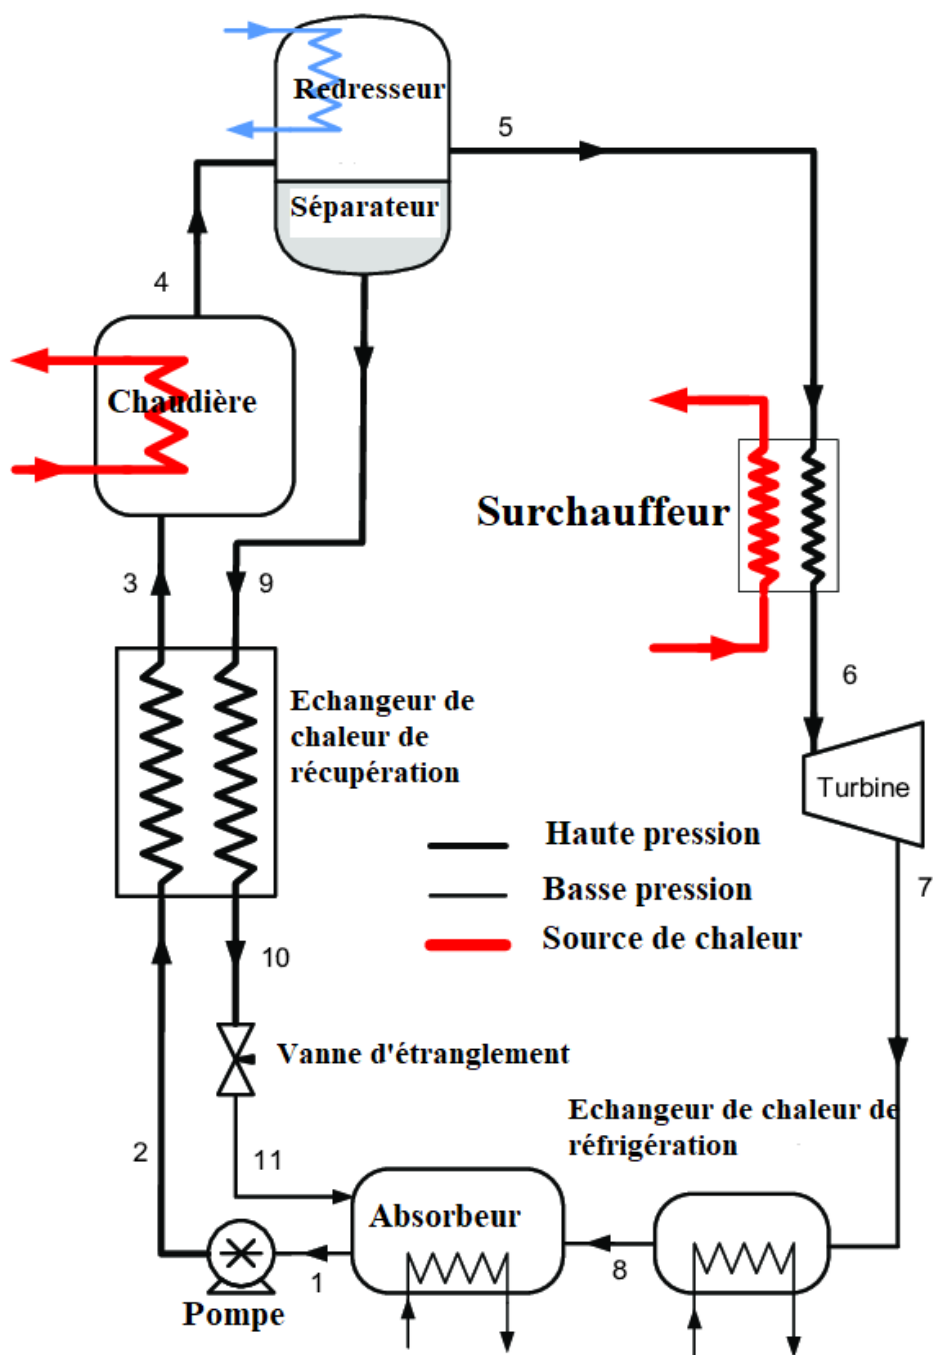 Redresseur
5
Séparateur
4
Chaudière
Surchauffeur
3
9
6
Echangeur de
chaleur de
récupération
Turbine
Haute pression
7
Basse pression
Source de chaleur
10
Vanne d'étranglement
Echangeur de chaleur de
réfrigération
2
11
Absorbeur
8
1
Pompe